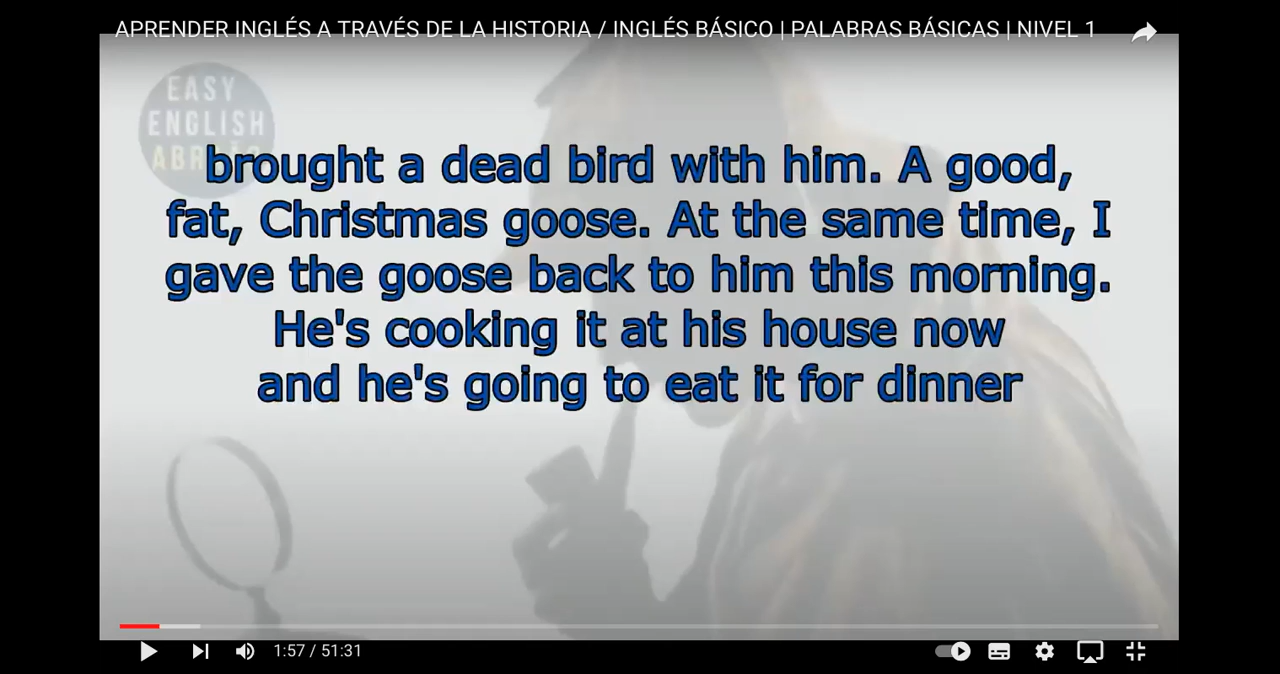 APRENDER INGLÉS A TRAVÉS DE LA HISTORIA / INGLÉS BÁSICO | PALABRAS BÁSICAS | NIVEL 1
EASY
ENGLISH
ABROAD
brought a dead bird with him. A good,
fat, Christmas goose. At the same time, I
gave the goose back to him this morning.
He's cooking it at his house now
and he's going to eat it for dinner
1:57 / 51:31